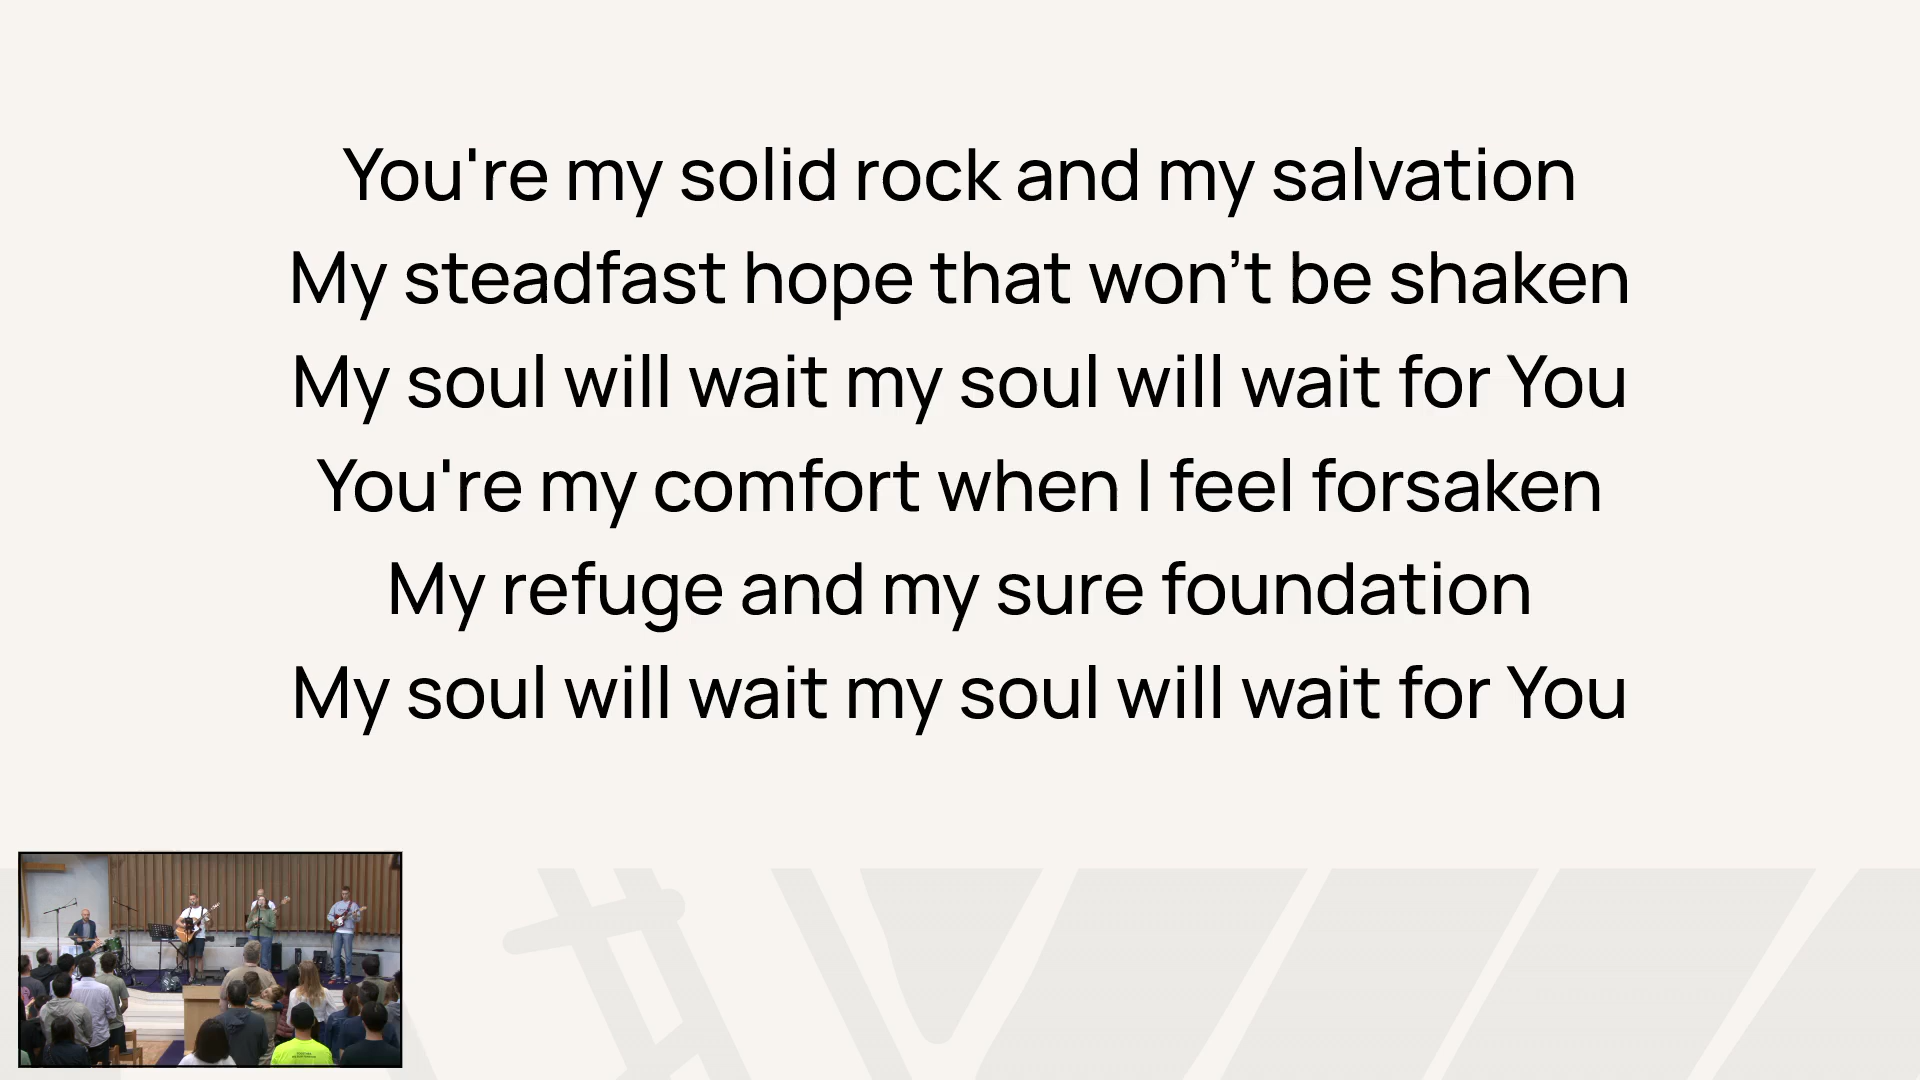 You're my solid rock and my salvation
My steadfast hope that won’t be shaken
My soul will wait my soul will wait for You
You're my comfort when I feel forsaken
My refuge and my sure foundation
My soul will wait my soul will wait for You